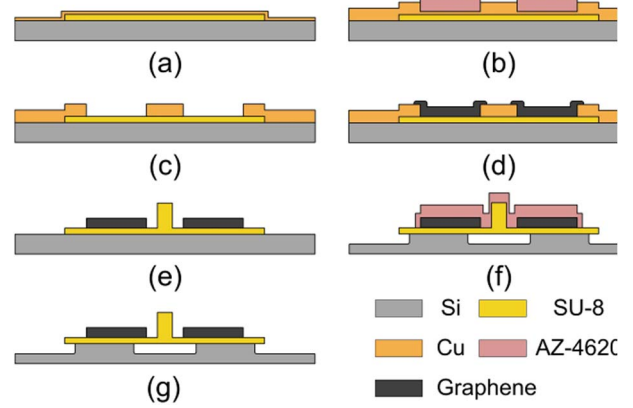 (a)
(b)
(c)
(d)
(e)
(f)
(g)
Si
SU-8
Cu
AZ-4620
Graphene